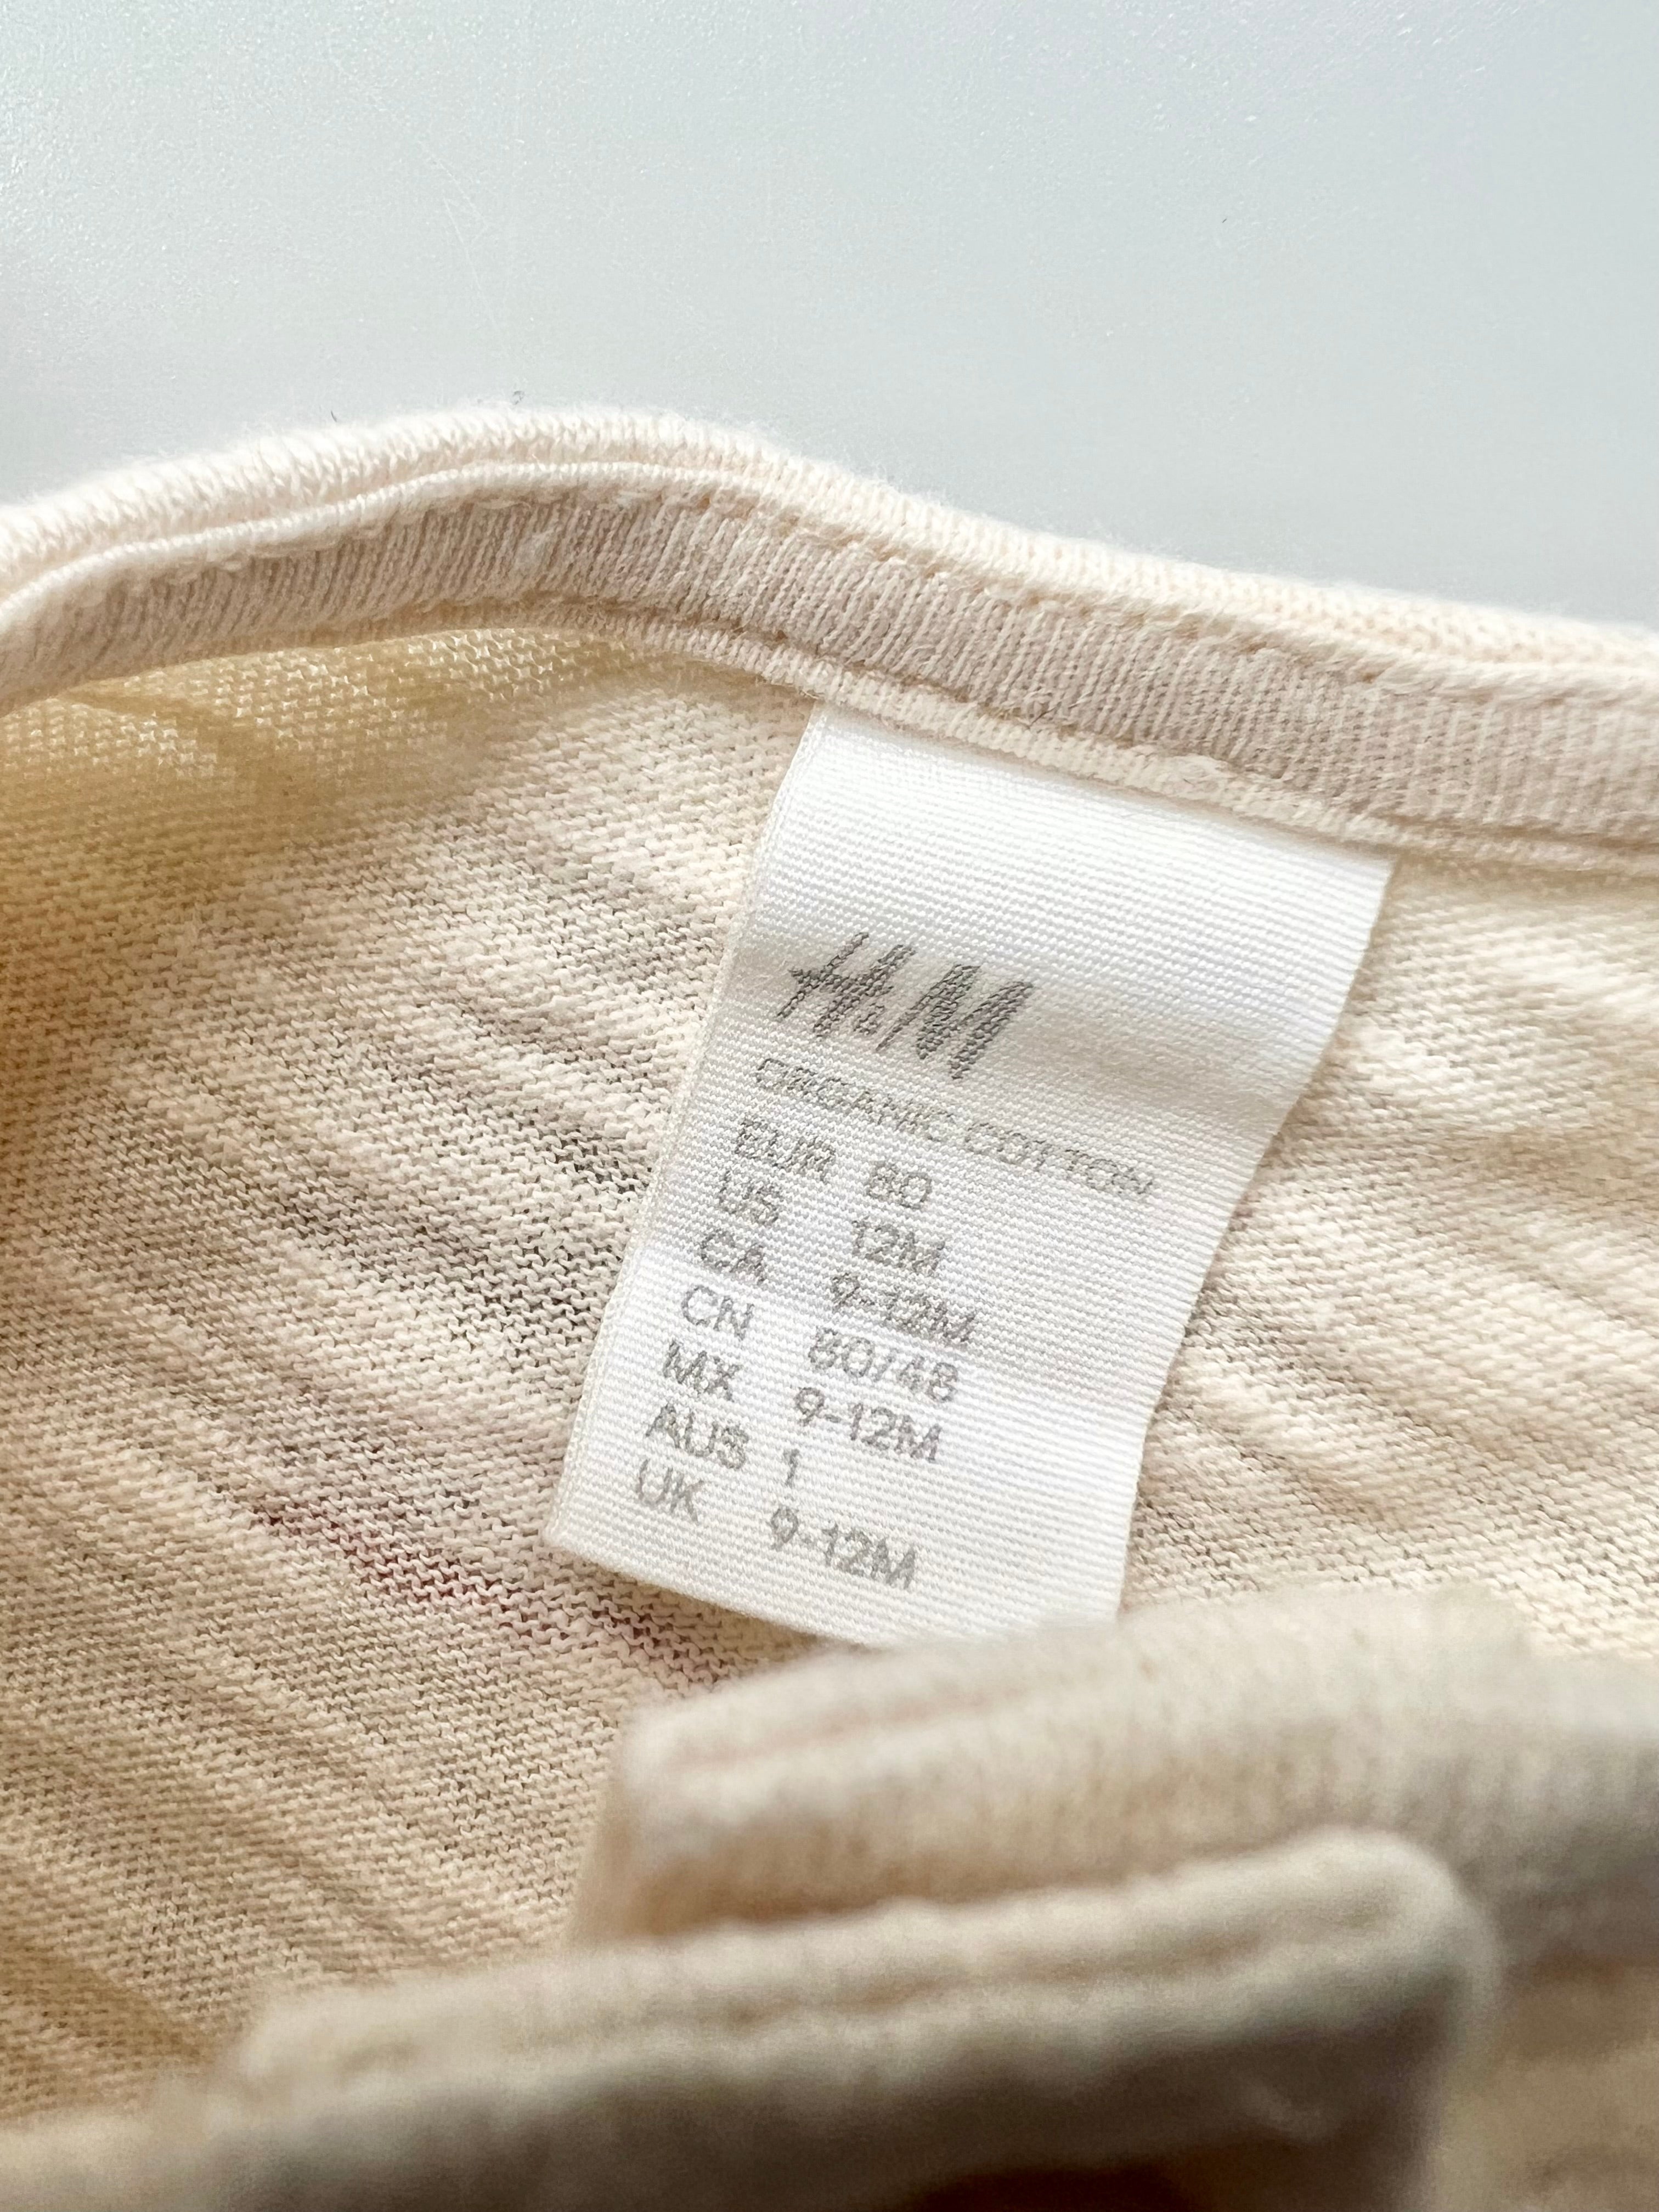 H&M
ORGANIC COTTON
EUR 80
US 12M
CA 9-12M
CN 80/48
MX 9-12M
AUS 1
UK 9-12M